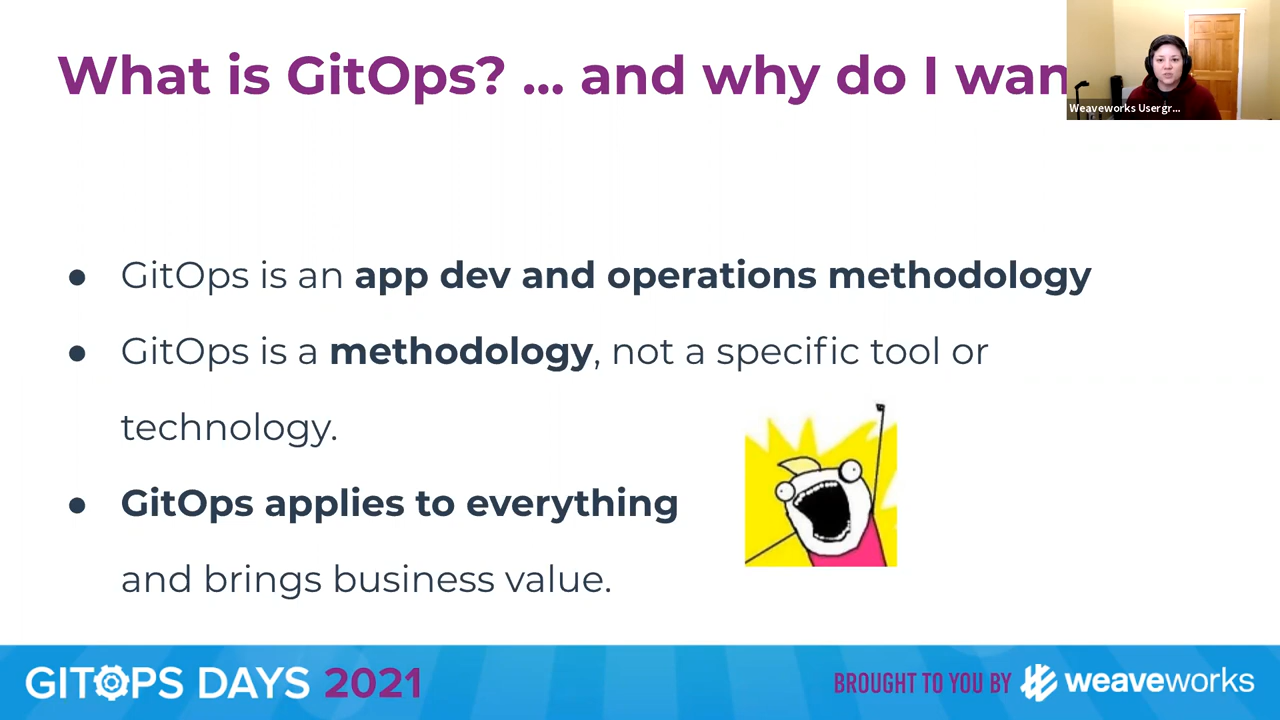 What is GitOps? ... and why do I wan
Weaveworks Usergr...
● GitOps is an app dev and operations methodology
● GitOps is a methodology, not a specific tool or
technology.
● GitOps applies to everything
and brings business value.
GITOPS DAYS 2021
BROUGHT TO YOU BY weaveworks